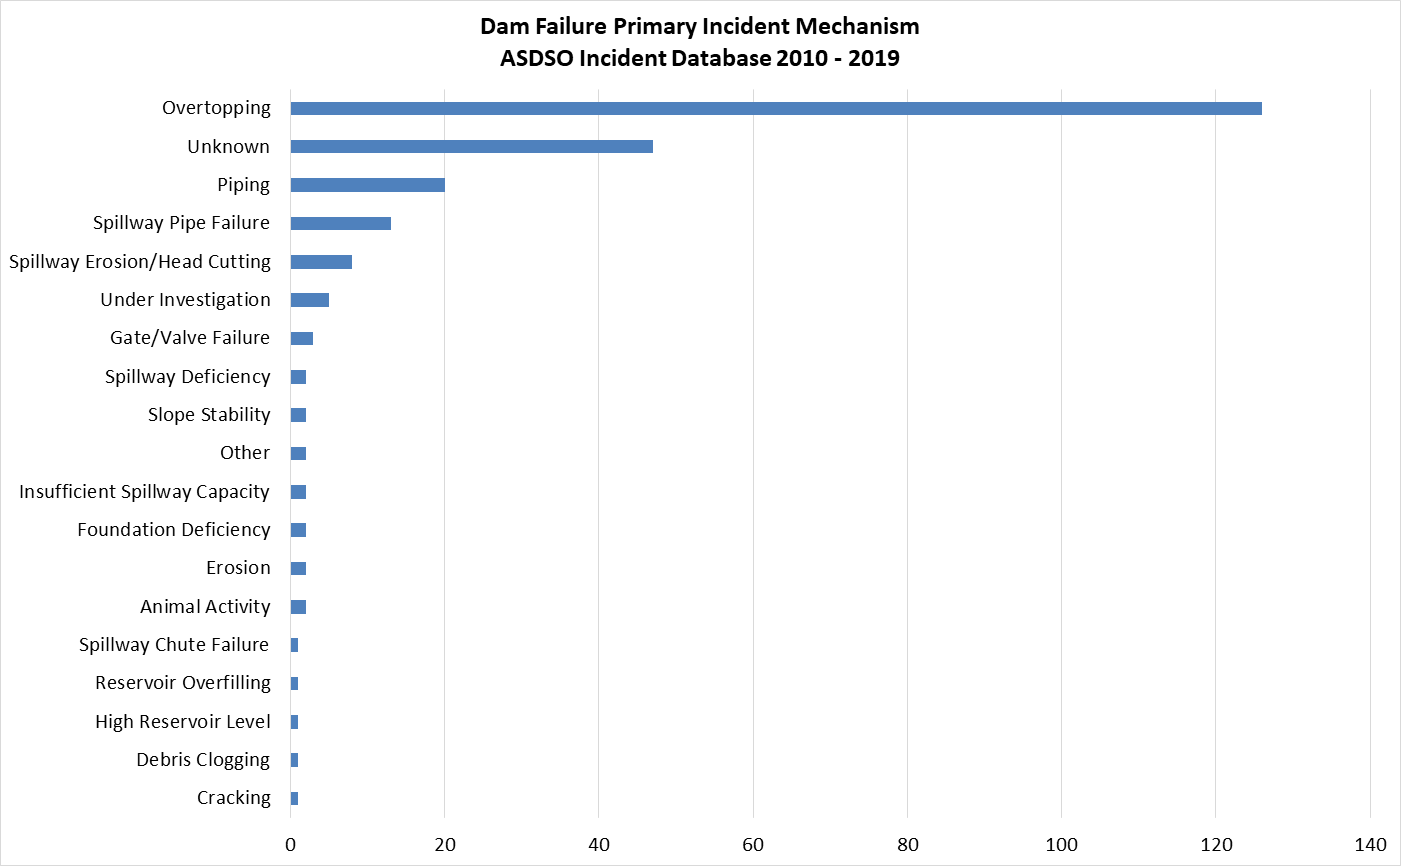 Dam Failure Primary Incident Mechanism
ASDSO Incident Database 2010 - 2019
Overtopping
Unknown
Piping
Spillway Pipe Failure
Spillway Erosion/Head Cutting
Under Investigation
Gate/Valve Failure
Spillway Deficiency
Slope Stability
Other
Insufficient Spillway Capacity
Foundation Deficiency
Erosion
Animal Activity
Spillway Chute Failure
Reservoir Overfilling
High Reservoir Level
Debris Clogging
Cracking
0 20 40 60 80 100 120 140